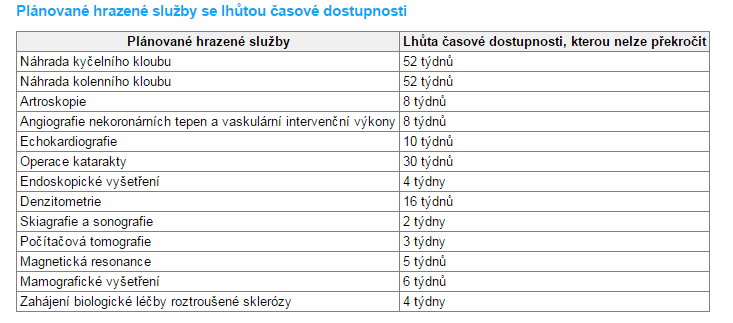 Plánované hrazené služby se lhůtou časové dostupnosti
Plánované hrazené služby Lhůta časové dostupnosti, kterou nelze překročit
Náhrada kyčelního kloubu 52 týdnů
Náhrada kolenního kloubu 52 týdnů
Artroskopie 8 týdnů
Angiografie nekoronárních tepen a vaskulární intervenční výkony 8 týdnů
Echokardiografie 10 týdnů
Operace katarakty 30 týdnů
Endoskopické vyšetření 4 týdny
Denzitometrie 16 týdnů
Skiagrafie a sonografie 2 týdny
Počítačová tomografie 3 týdny
Magnetická resonance 5 týdnů
Mamografické vyšetření 6 týdnů
Zahájení biologické léčby roztroušené sklerózy 4 týdny